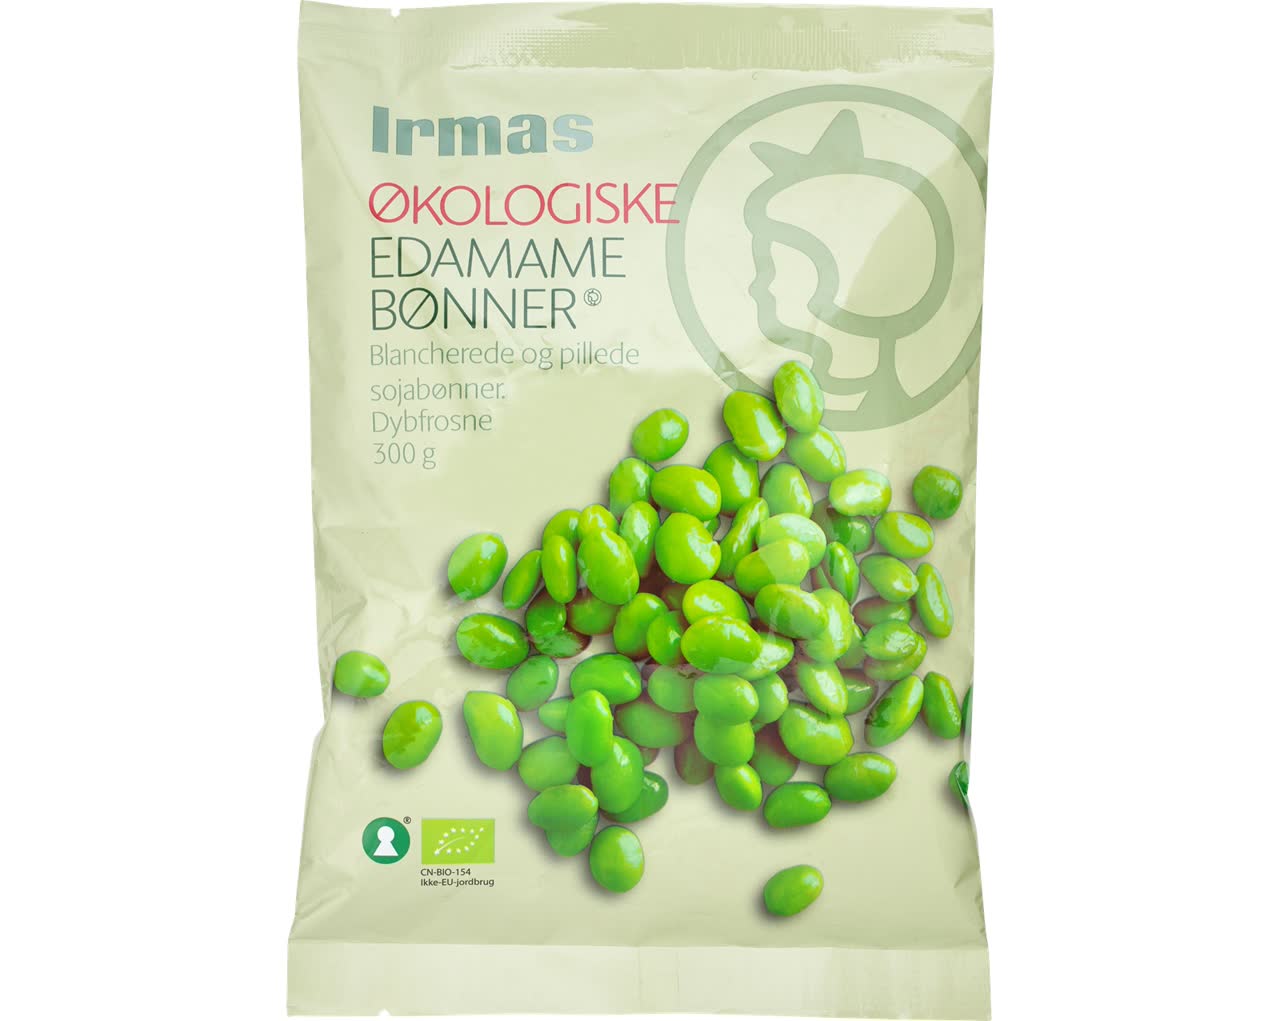 Irmas
ØKOLOGISKE
EDAMAME
BØNNER
Blancherede og pillede
sojabønner.
Dybfrosne
300 g
®
CN-BIO-154
Ikke-EU-jordbrug